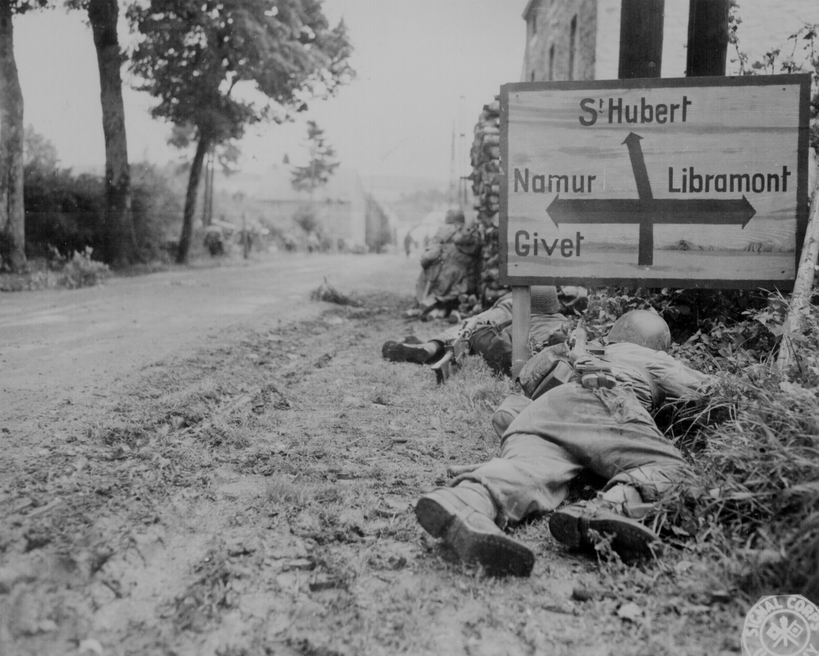 St Hubert
Namur Libramont
Givet
SIGNAL CORPS